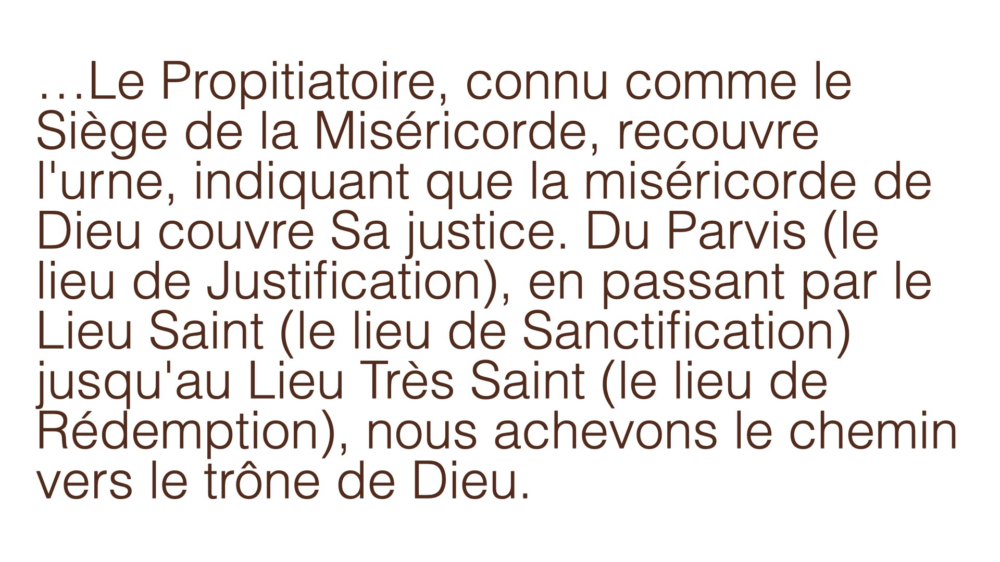 …Le Propitiatoire, connu comme le
Siège de la Miséricorde, recouvre
l'urne, indiquant que la miséricorde de
Dieu couvre Sa justice. Du Parvis (le
lieu de Justification), en passant par le
Lieu Saint (le lieu de Sanctification)
jusqu'au Lieu Très Saint (le lieu de
Rédemption), nous achevons le chemin
vers le trône de Dieu.